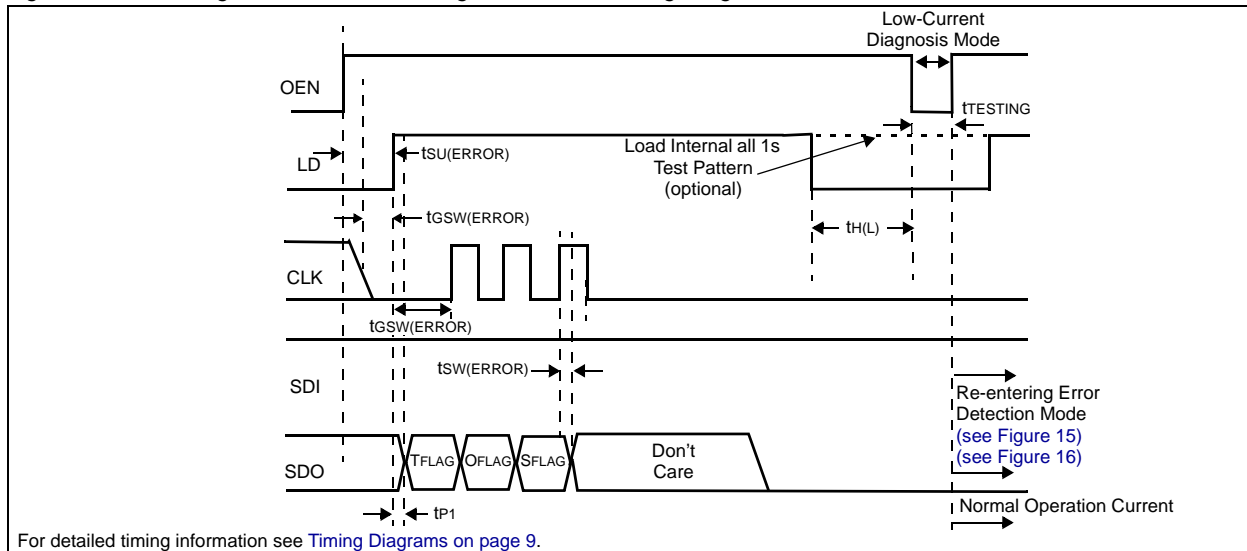 Low-Current
Diagnosis Mode
OEN
tTESTING
LD
tSU(ERROR)
Load Internal all 1s
Test Pattern
(optional)
tGSW(ERROR)
tH(L)
CLK
tGSW(ERROR)
tSW(ERROR)
SDI
Re-entering Error
Detection Mode
(see Figure 15)
(see Figure 16)
SDO
TFLAG
OFLAG
SFLAG
Don't
Care
tP1
Normal Operation Current
For detailed timing information see Timing Diagrams on page 9.